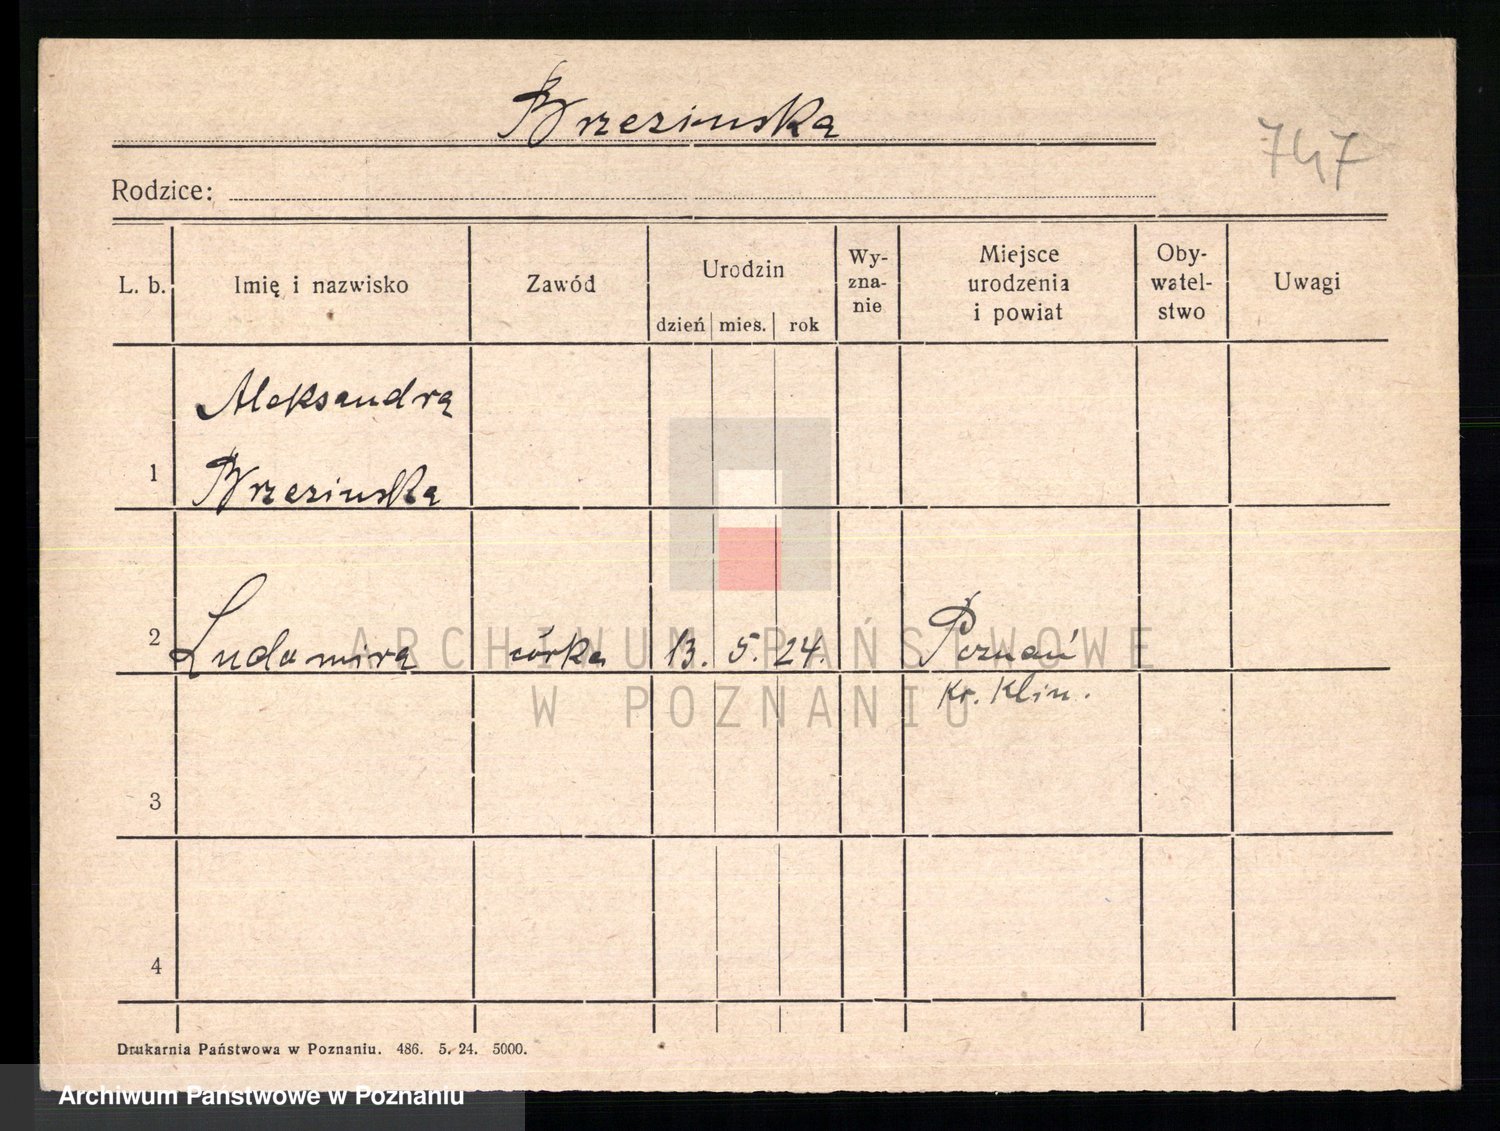 Brzezinska
747
Rodzice:
L. b. Imię i nazwisko Zawód Urodzin dzień mies. rok Wy-zna-nie Miejsce urodzenia i powiat Oby-watel-stwo Uwagi
Aleksandra
1 Brzezinska
2 Ludomira córka 13. 5. 24. Poznań
kr. Klin.
3
4
ARCHIWUM PAŃSTWOWE
W POZNANIU
Drukarnia Państwowa w Poznaniu. 486. 5. 24. 5000.
Archiwum Państwowe w Poznaniu